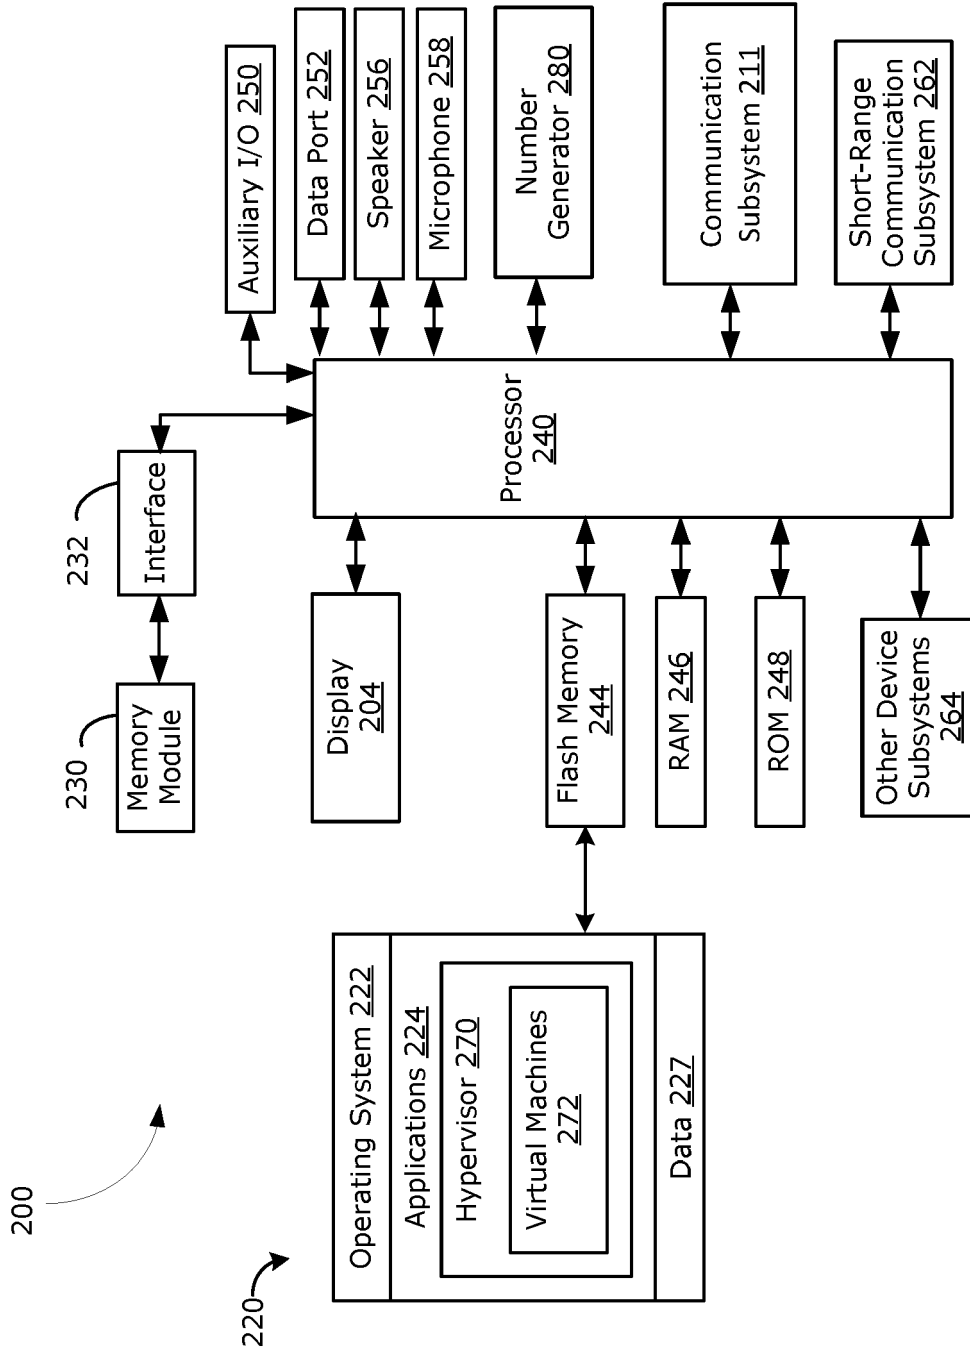 200
220
Operating System 222
Applications 224
Hypervisor 270
Virtual Machines
272
Data 227
230
Memory
Module
232
Interface
Display
204
Flash Memory
244
RAM 246
ROM 248
Other Device
Subsystems
264
Processor
240
Auxiliary I/O 250
Data Port 252
Speaker 256
Microphone 258
Number
Generator 280
Communication
Subsystem 211
Short-Range
Communication
Subsystem 262